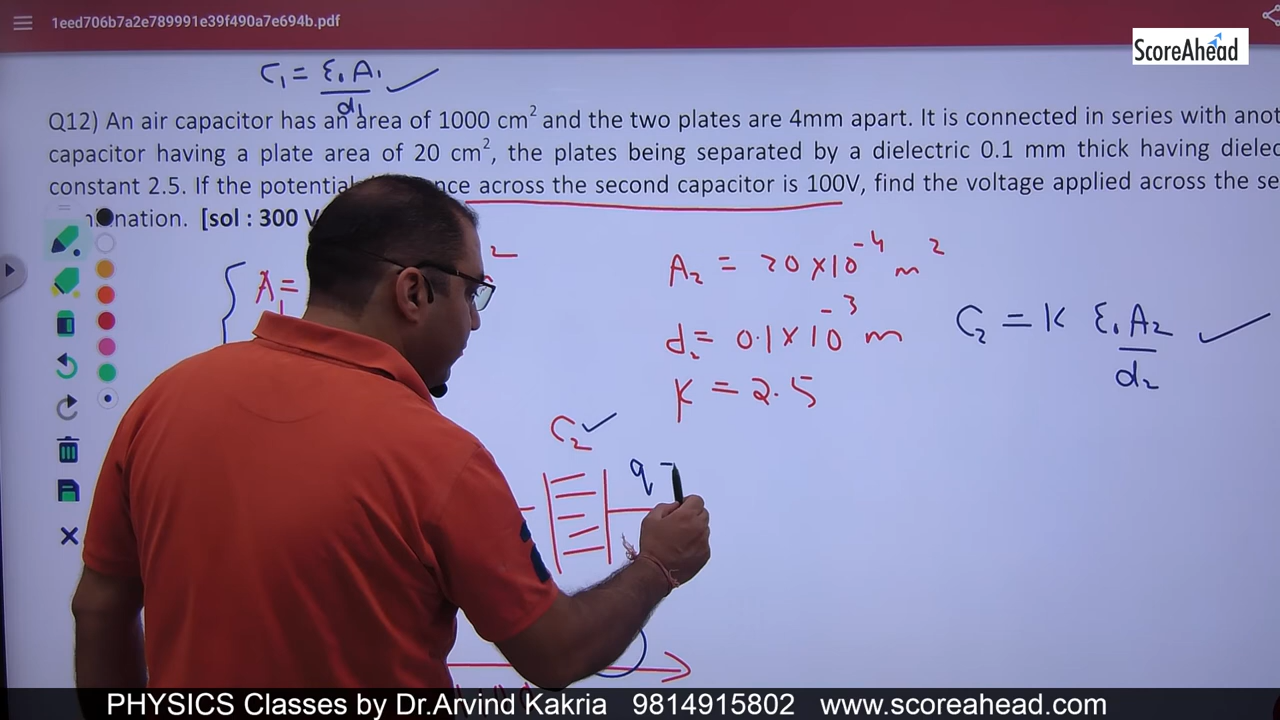 1eed706b7a2e789991e39f490a7e694b.pdf
ScoreAhead
C₁ = ε₀A₁/d₁
Q12) An air capacitor has an area of 1000 cm² and the two plates are 4mm apart. It is connected in series with anot
capacitor having a plate area of 20 cm², the plates being separated by a dielectric 0.1 mm thick having dielec
constant 2.5. If the potential nce across the second capacitor is 100V, find the voltage applied across the se
nation. [sol : 300 V
A =
A₂ = 20 × 10⁻⁴ m²
d₂ = 0.1 × 10⁻³ m
K = 2.5
C₂ = K ε₀A₂/d₂
C₂
q
PHYSICS Classes by Dr.Arvind Kakria 9814915802 www.scoreahead.com